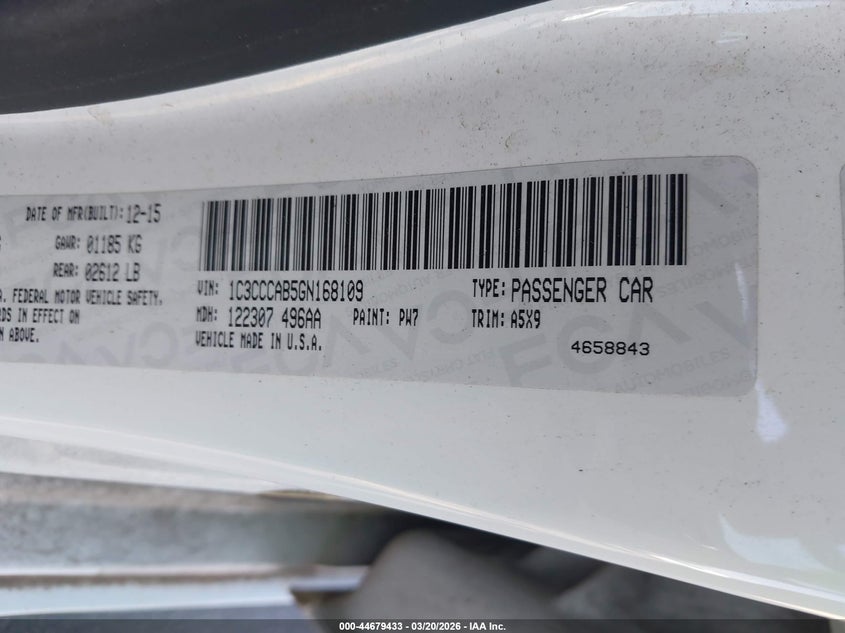 DATE OF MFR(BUILT): 12-15
GAWR: 01185 KG
REAR: 02612 LB
A. FEDERAL MOTOR VEHICLE SAFETY.
RDS IN EFFECT ON
N ABOVE.
VIN: 1C3CCCAB5GN168109
TYPE: PASSENGER CAR
MDH: 122307 496AA
PAINT: PW7
TRIM: A5X9
VEHICLE MADE IN U.S.A.
4658843
000-44679433 — 03/20/2026 — IAA Inc.